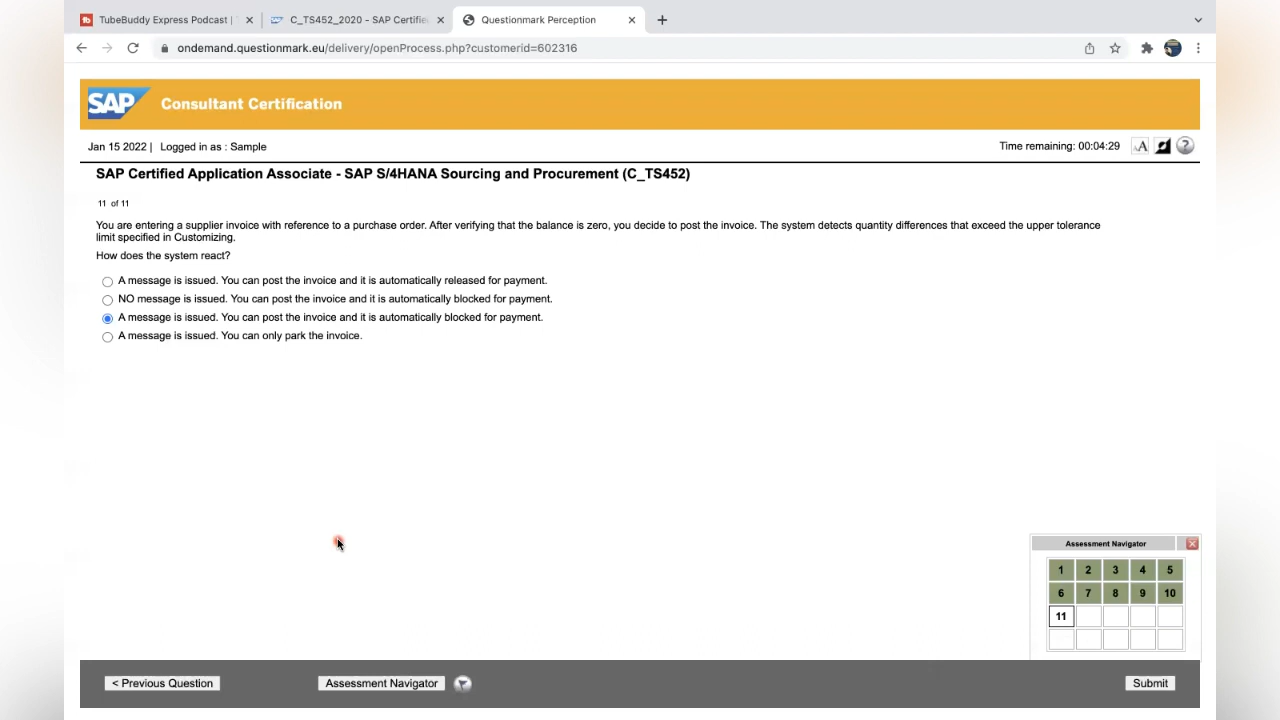 TubeBuddy Express Podcast |
C_TS452_2020 - SAP Certifie
Questionmark Perception
ondemand.questionmark.eu/delivery/openProcess.php?customerid=602316
SAP Consultant Certification
Jan 15 2022 | Logged in as : Sample
Time remaining: 00:04:29
SAP Certified Application Associate - SAP S/4HANA Sourcing and Procurement (C_TS452)
11 of 11
You are entering a supplier invoice with reference to a purchase order. After verifying that the balance is zero, you decide to post the invoice. The system detects quantity differences that exceed the upper tolerance
limit specified in Customizing.
How does the system react?
A message is issued. You can post the invoice and it is automatically released for payment.
NO message is issued. You can post the invoice and it is automatically blocked for payment.
A message is issued. You can post the invoice and it is automatically blocked for payment.
A message is issued. You can only park the invoice.
Assessment Navigator
1 2 3 4 5
6 7 8 9 10
11
< Previous Question
Assessment Navigator
Submit